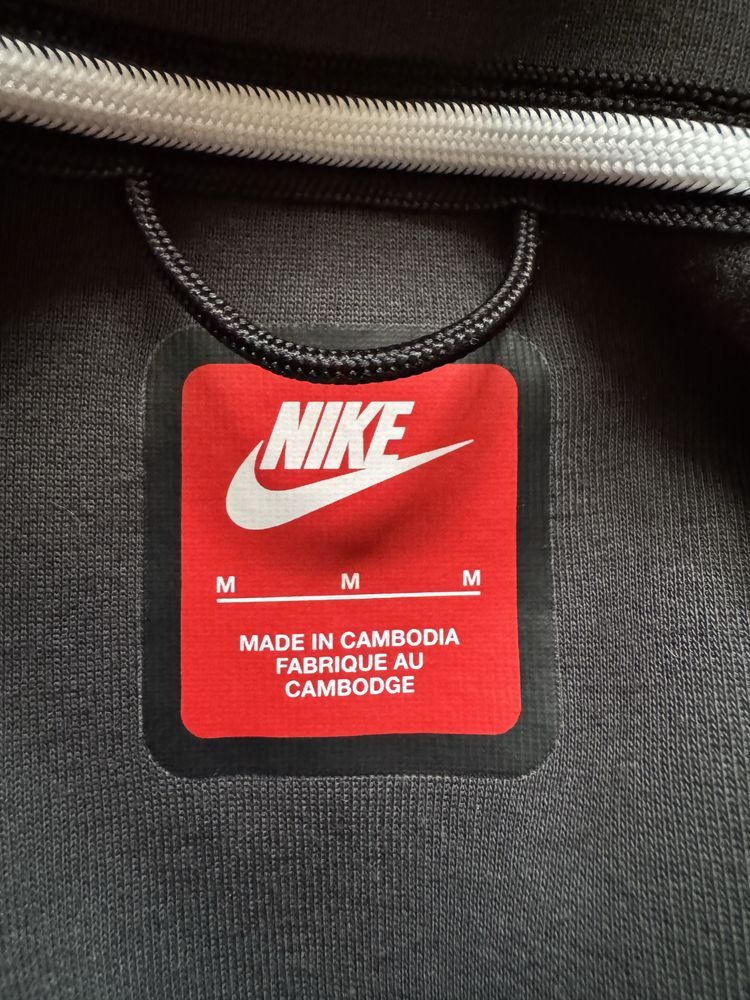 NIKE
M M M
MADE IN CAMBODIA
FABRIQUE AU
CAMBODGE